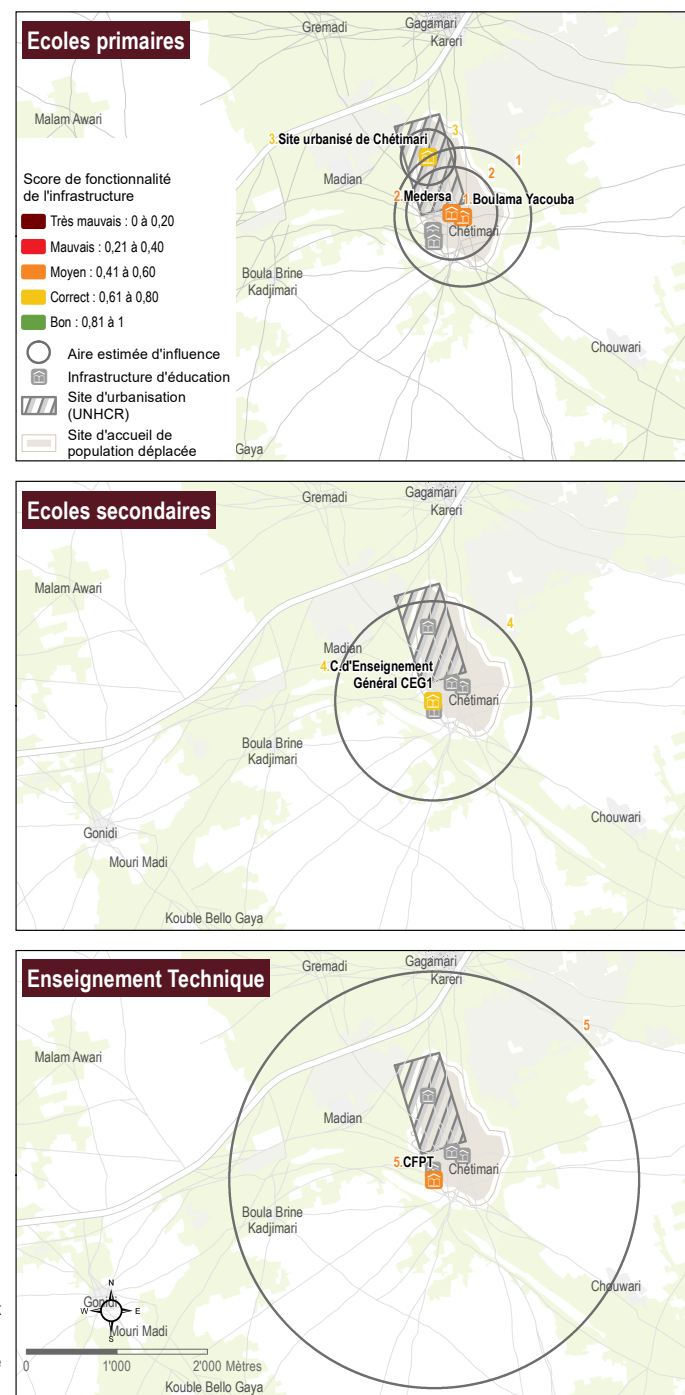 Ecoles primaires
Gremadi
Gagamari
Kareri
Malam Awari
3.Site urbanisé de Chétimari
3
1
2
Madian
2.Medersa
1.Boulama Yacouba
Chétimari
Boula Brine
Kadjimari
Chouwari
Gaya
Score de fonctionnalité
de l'infrastructure
Très mauvais : 0 à 0,20
Mauvais : 0,21 à 0,40
Moyen : 0,41 à 0,60
Correct : 0,61 à 0,80
Bon : 0,81 à 1
Aire estimée d'influence
Infrastructure d'éducation
Site d'urbanisation
(UNHCR)
Site d'accueil de
population déplacée
Ecoles secondaires
Gremadi
Gagamari
Kareri
Malam Awari
4
Madian
4.C.d'Enseignement
Général CEG1
Chétimari
Boula Brine
Kadjimari
Chouwari
Gonidi
Mouri Madi
Kouble Bello Gaya
Enseignement Technique
Gremadi
Gagamari
Kareri
5
Malam Awari
Madian
5.CFPT
Chétimari
Boula Brine
Kadjimari
Chouwari
N
Gonidi
W
E
S
Mouri Madi
0
1'000
2'000 Mètres
Kouble Bello Gaya